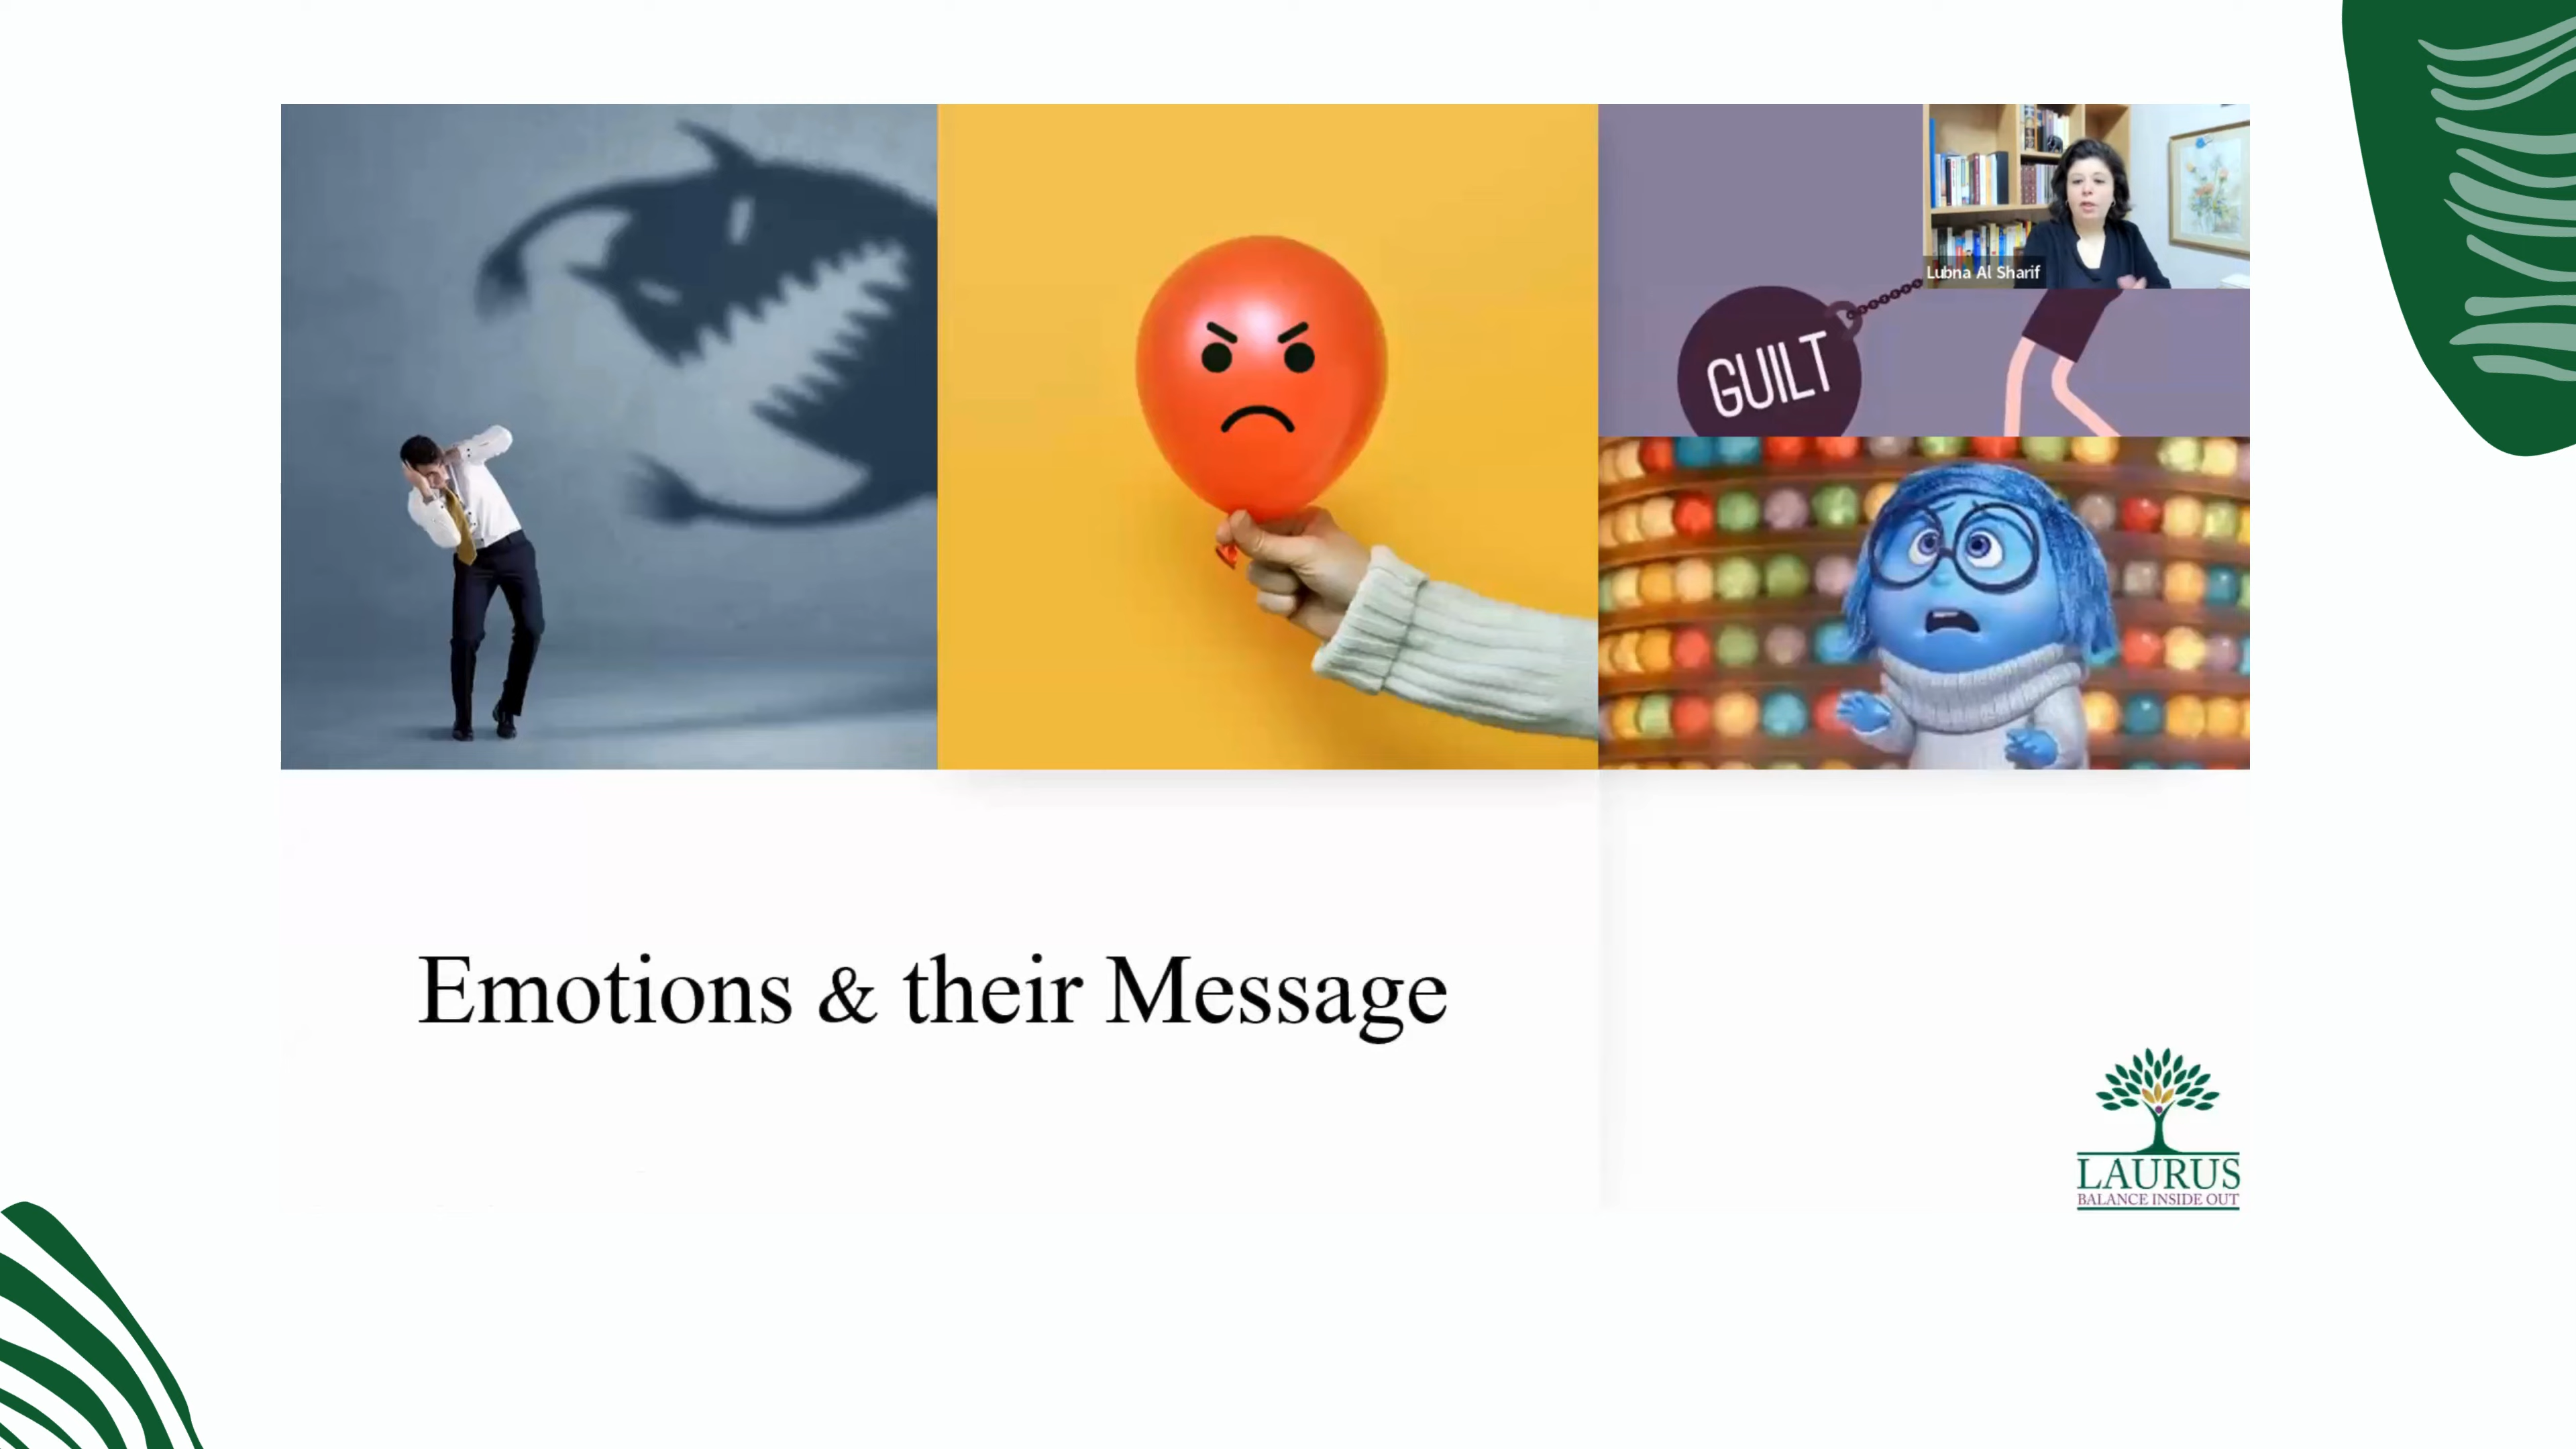 Lubna Al Sharif
GUILT
Emotions & their Message
LAURUS
BALANCE INSIDE OUT